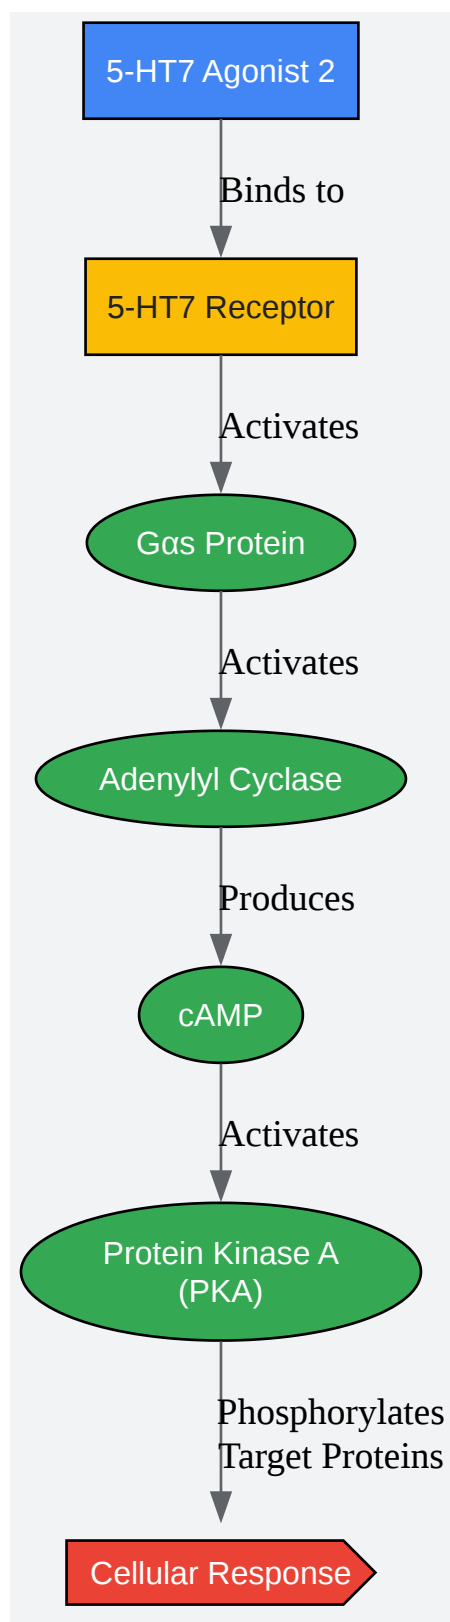 5-HT7 Agonist 2
Binds to
5-HT7 Receptor
Activates
Gαs Protein
Activates
Adenylyl Cyclase
Produces
cAMP
Activates
Protein Kinase A
(PKA)
Phosphorylates
Target Proteins
Cellular Response